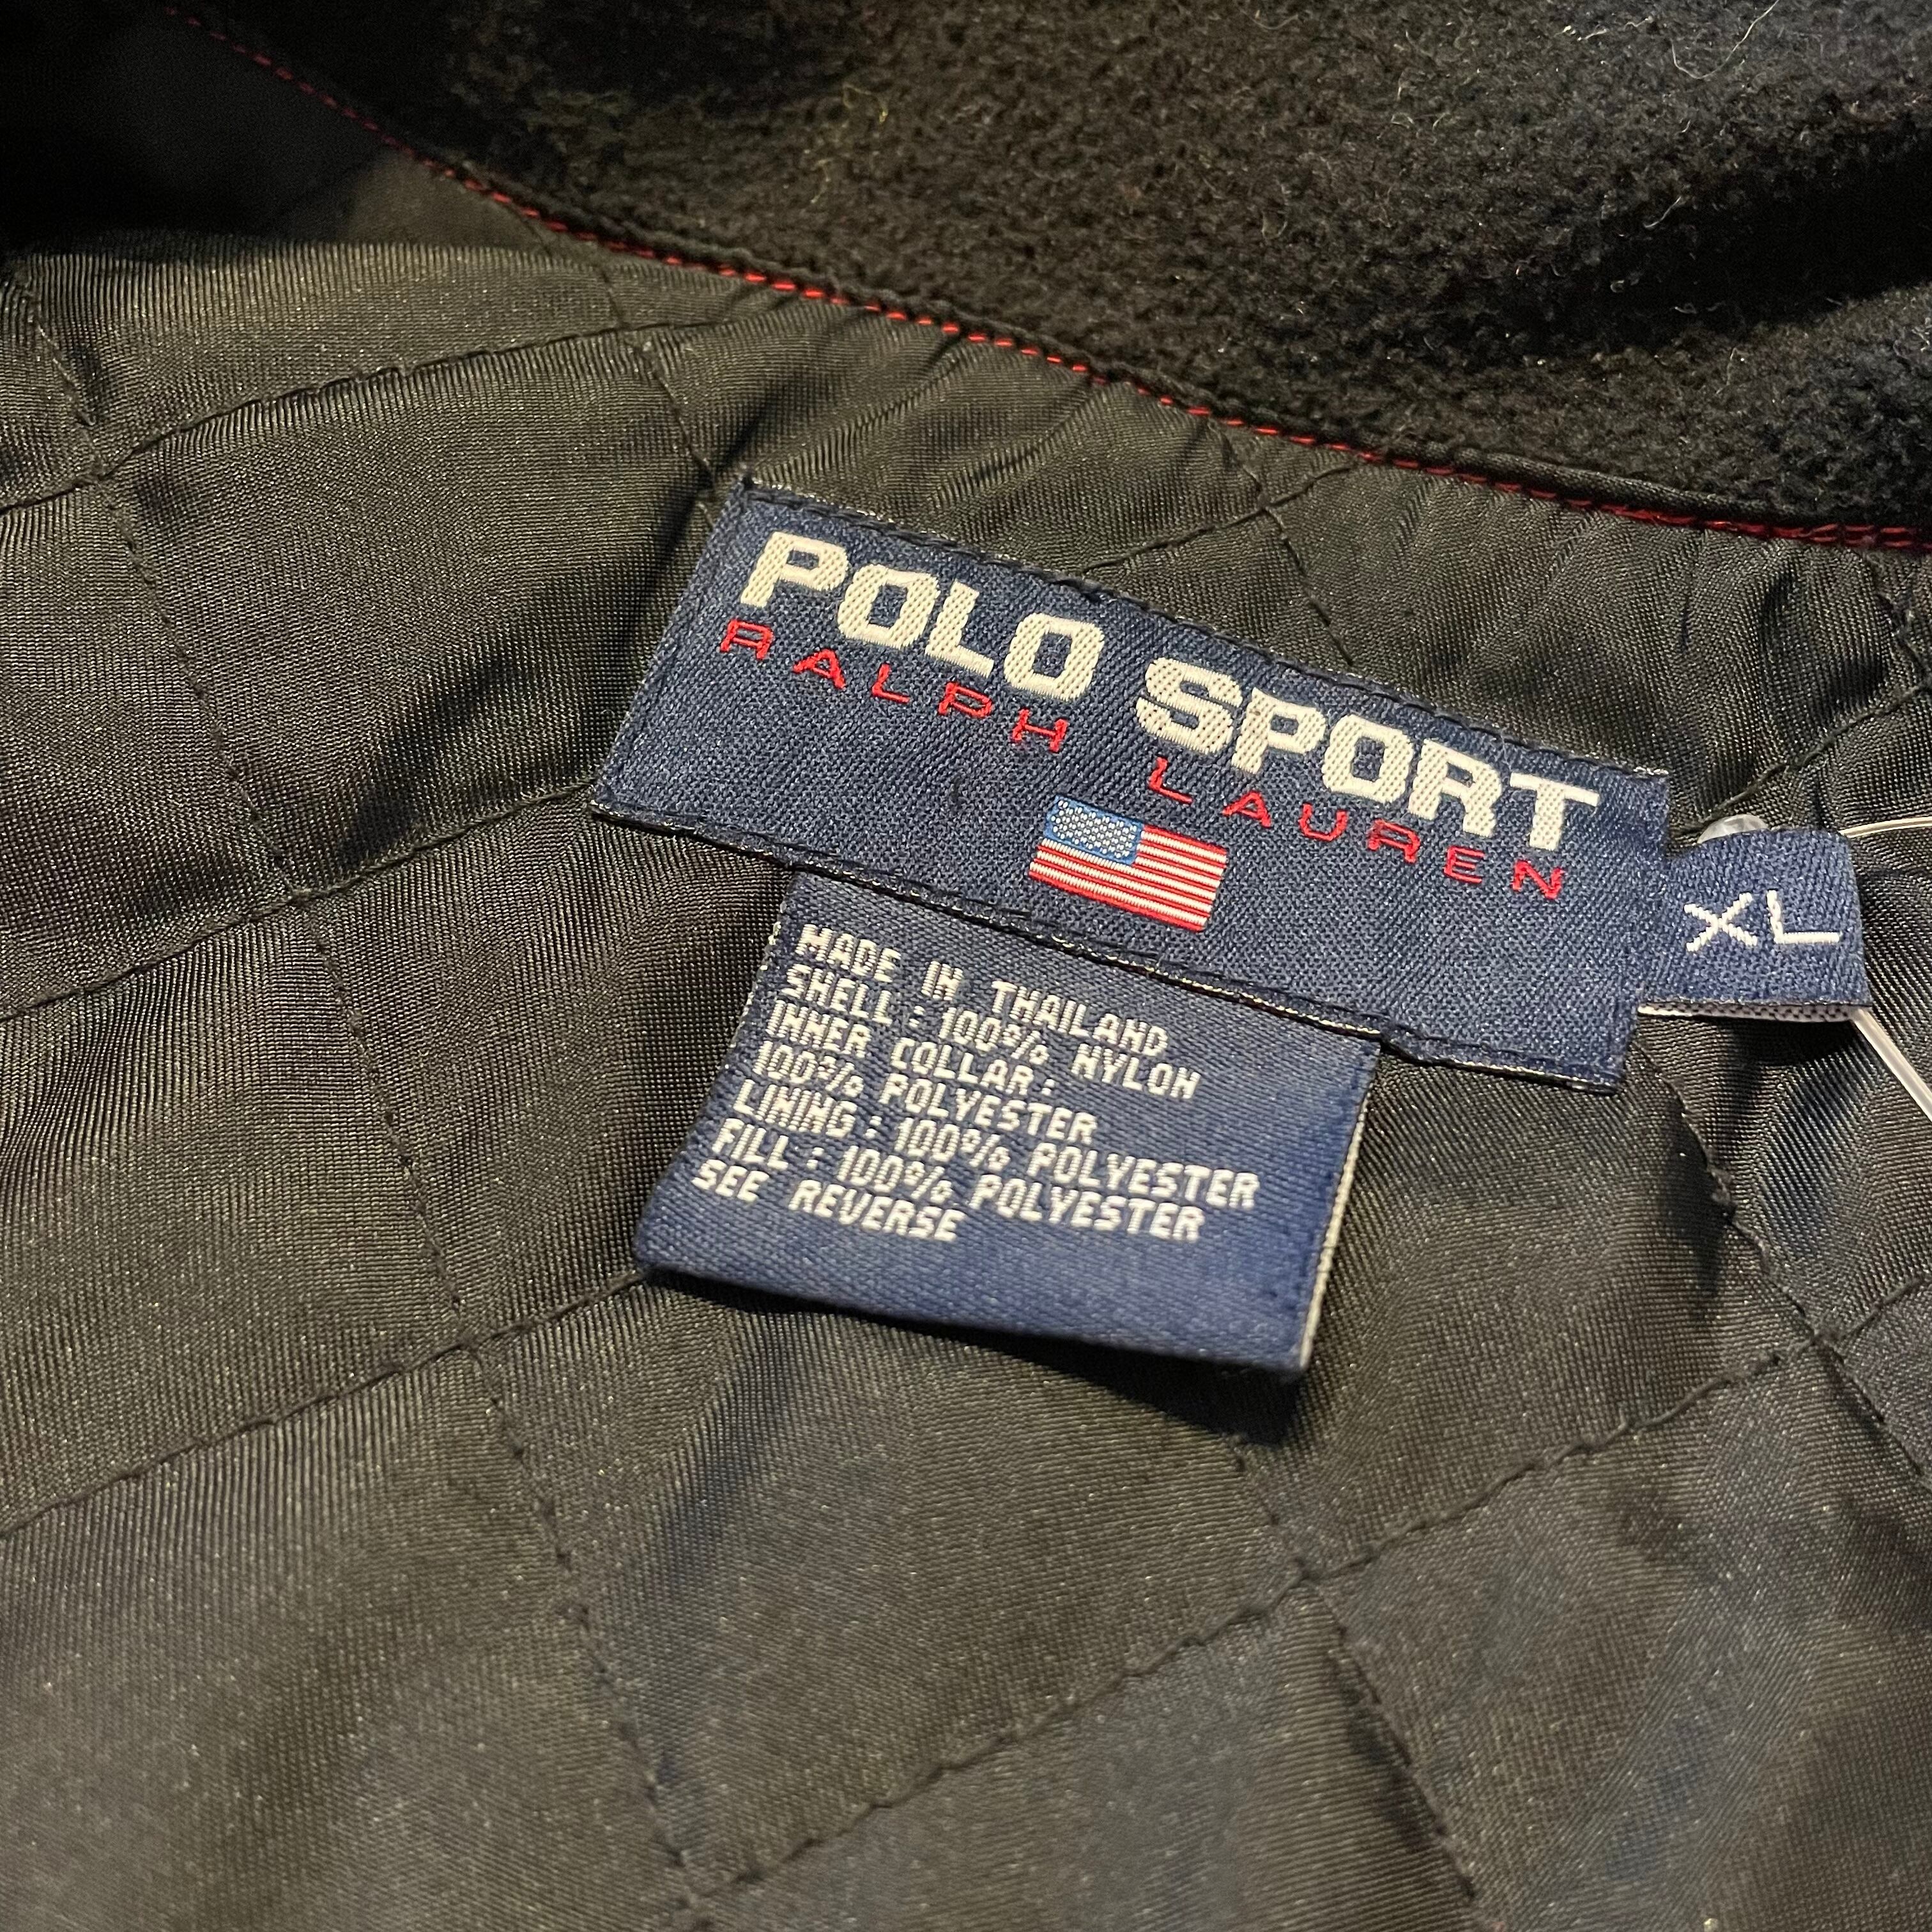 POLO SPORT
RALPH LAUREN
XL
MADE IN THAILAND
SHELL : 100% NYLON
INNER COLLAR :
100% POLYESTER
LINING : 100% POLYESTER
FILL : 100% POLYESTER
SEE REVERSE